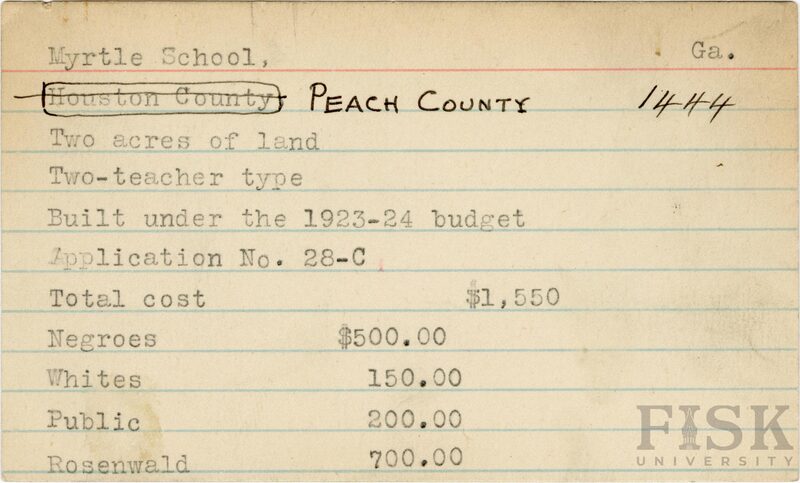 Myrtle School, Ga.
Houston County, PEACH COUNTY 1444
Two acres of land
Two-teacher type
Built under the 1923-24 budget
Application No. 28-C
Total cost $1,550
Negroes $500.00
Whites 150.00
Public 200.00
Rosenwald 700.00
FISK
UNIVERSITY